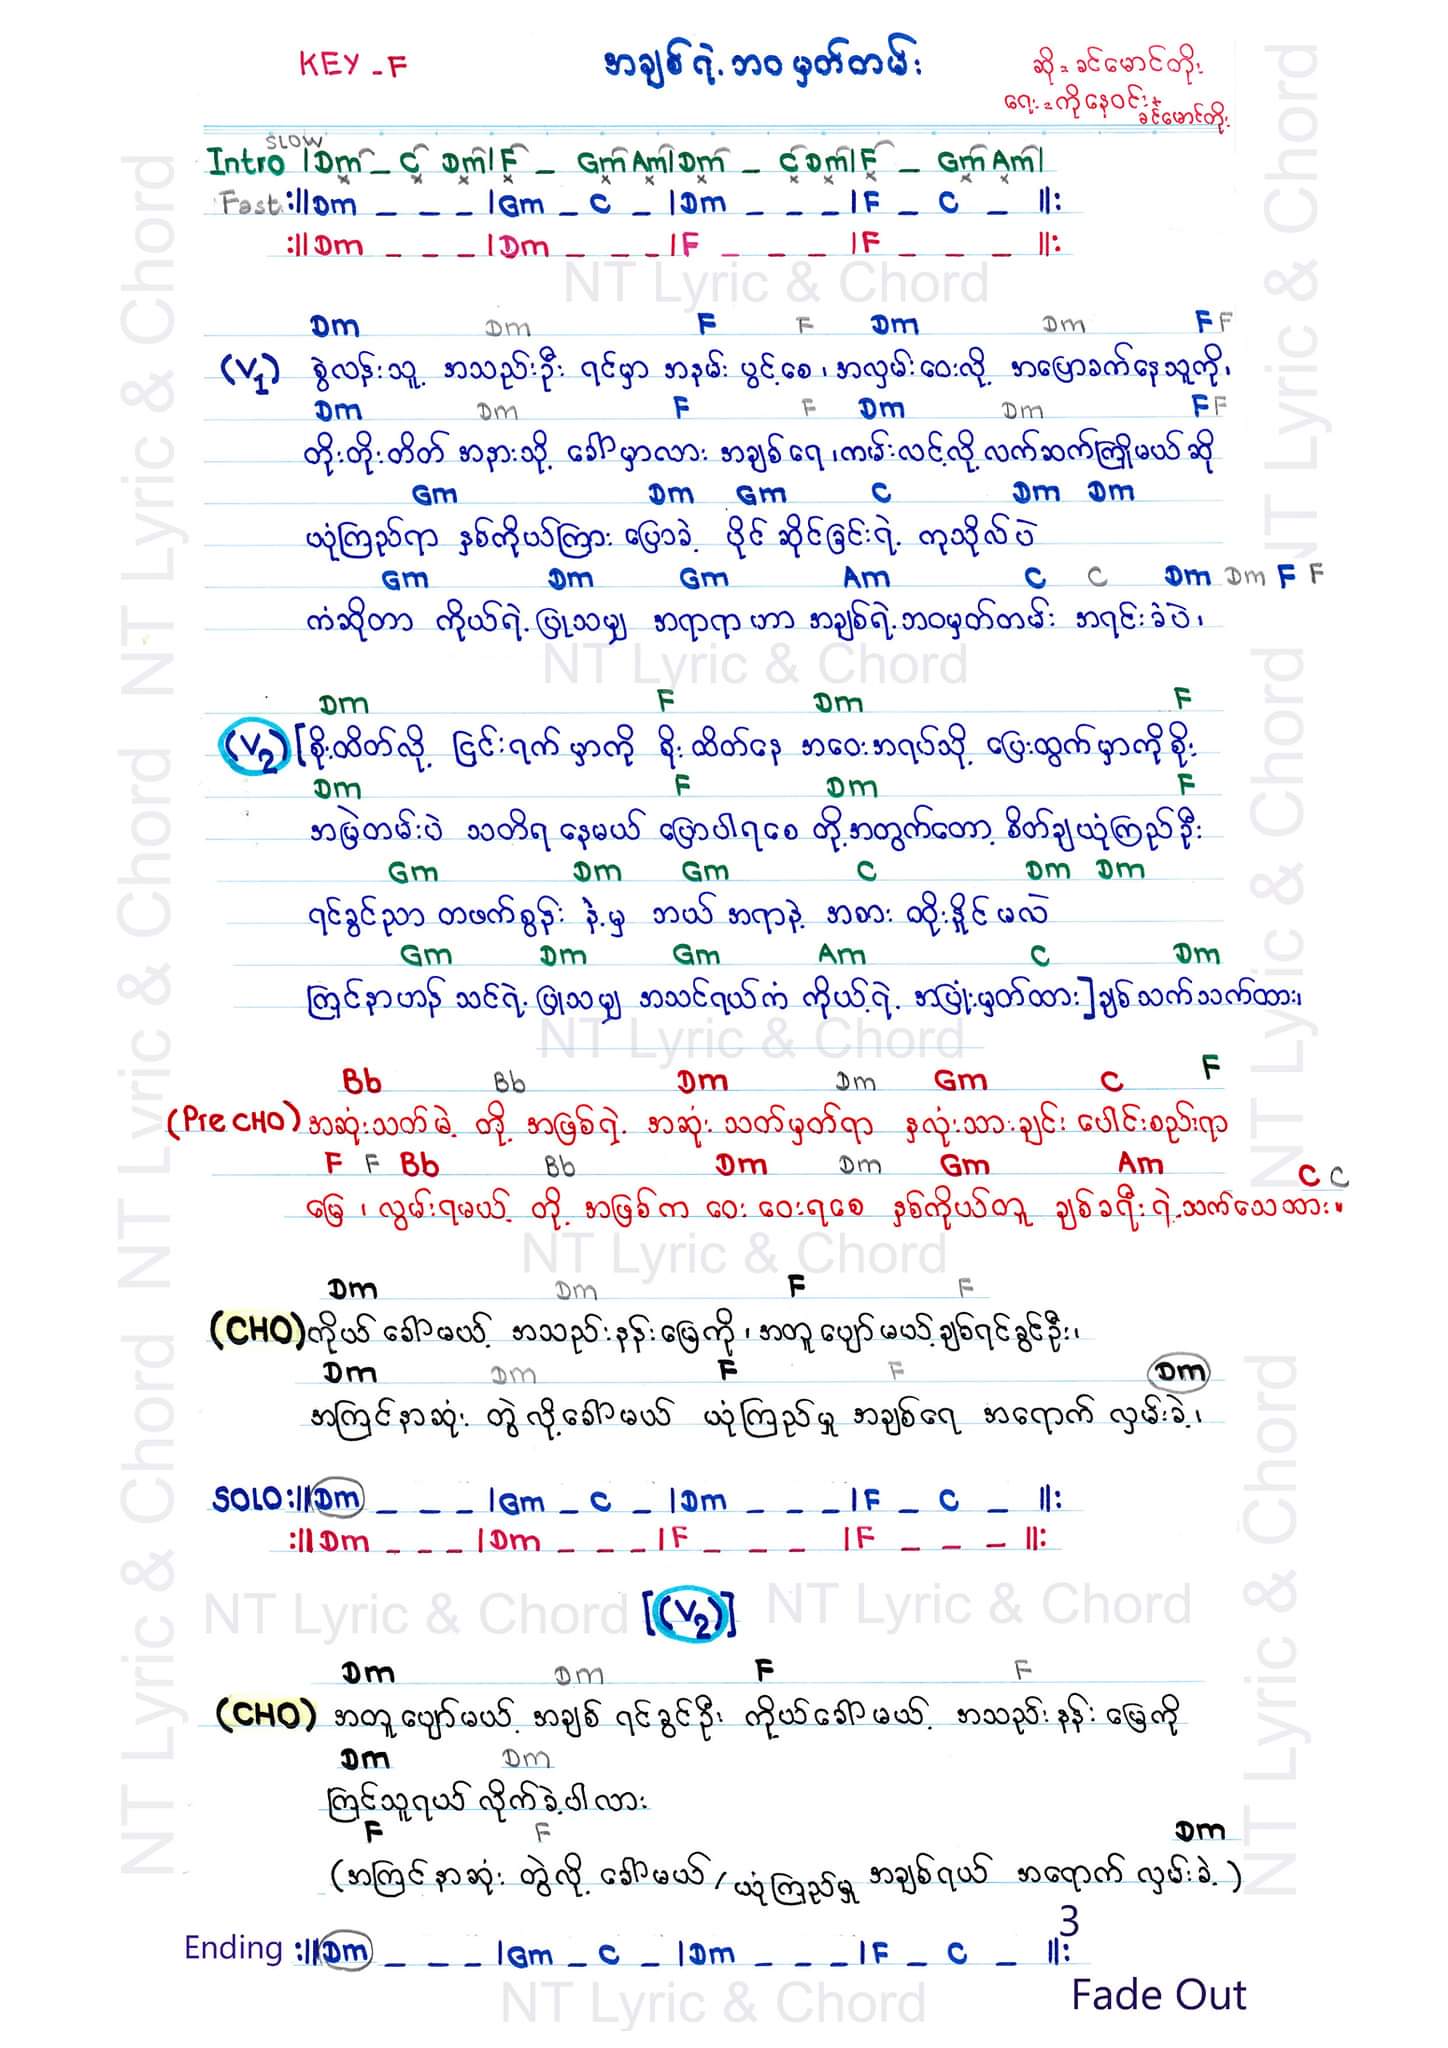 KEY - F
အချစ်ရဲ့ဘဝမှတ်တမ်း
ဆို = ခင်မောင်တိုး
ရေး = ကိုနေဝင်း + ခင်မောင်တိုး
SLOW
Intro |Dm _ C Dm|F _ Gm Am|Dm _ C Dm|F _ Gm Am|
Fast :||Dm _ _ _ |Gm _ C _ |Dm _ _ _ |F _ C _ ||:
:||Dm _ _ _ |Dm _ _ _ |F _ _ _ |F _ _ _ ||:
Dm Dm F F Dm Dm F F
(V1) စွဲလန်းသူ့ အသည်းဦး ရင်မှာ အနမ်း ပွင့်စေ၊ အလှမ်းဝေးလို့ အပြောခက်နေသူကို၊
Dm Dm F F Dm Dm F F
တိုးတိုးတိတ် အနားသို့ ခေါ်မှာလား အချစ်ရေ၊ ကမ်းလင့်လို့ လက်ဆက်ကြိုမယ်ဆို
Gm Dm Gm C Dm Dm
ယုံကြည်ရာ နှစ်ကိုယ်ကြား ပြောခဲ့ ပိုင်ဆိုင်ခြင်းရဲ့ ကုသိုလ်ပဲ
Gm Dm Gm Am C C Dm Dm F F
ကံဆိုတာ ကိုယ်ရဲ့ ပြုသမျှ အရာရာဟာ အချစ်ရဲ့ဘဝမှတ်တမ်း အရင်းခံပဲ၊
Dm F Dm F
(V2) [စိုးထိတ်လို့ ငြင်းရက်မှာကို စိုးထိတ်နေ အဝေးအရပ်သို့ ပြေးထွက်မှာကိုစိုး
Dm F Dm F
အမြဲတမ်းပဲ သတိရနေမယ် ပြောပါရစေ တို့အတွက်တော့ စိတ်ချယုံကြည်ဦး
Gm Dm Gm C Dm Dm
ရင်ခွင်ညာ တဖက်စွန်း နဲ့မှ ဘယ်အရာနဲ့ အစားထိုးနိုင်မလဲ
Gm Dm Gm Am C Dm
ကြင်နာဟန် သင်ရဲ့ ပြုသမျှ အသင်ရယ်ကံ ကိုယ့်ရဲ့ အပြုံးမှတ်ထား]ချစ်သက်သက်ထား၊
Bb Bb Dm Dm Gm C F
(Pre CHO) အဆုံးသတ်မဲ့ တို့အဖြစ်ရဲ့ အဆုံးသတ်မှတ်ရာ နှလုံးသားချင်း ပေါင်းစည်းရာ
F F Bb Bb Dm Dm Gm Am C C
မြေ၊ လွမ်းရမယ့် တို့အဖြစ်က ဝေးဝေးရစေ နှစ်ကိုယ်တူ ချစ်ခရီးရဲ့သက်သေထား။
Dm Dm F F
(CHO) ကိုယ်ခေါ်မယ့် အသည်းနန်းမြေကို၊ အတူပျော်မယ့်ချစ်ရင်ခွင်ဦး၊
Dm Dm F F Dm
အကြင်နာဆုံး တွဲလို့ခေါ်မယ် ယုံကြည်မှု အချစ်ရေ အရောက်လှမ်းခဲ့၊
SOLO :||Dm _ _ _ |Gm _ C _ |Dm _ _ _ |F _ C _ ||:
:||Dm _ _ _ |Dm _ _ _ |F _ _ _ |F _ _ _ ||:
[(V2)]
Dm Dm F F
(CHO) အတူပျော်မယ့် အချစ်ရင်ခွင်ဦး ကိုယ်ခေါ်မယ့် အသည်းနန်းမြေကို
Dm Dm
ကြင်သူရယ် လိုက်ခဲ့ပါလား
F F Dm
(အကြင်နာဆုံး တွဲလို့ခေါ်မယ်/ယုံကြည်မှု အချစ်ရယ် အရောက်လှမ်းခဲ့)
Ending :||Dm _ _ _ |Gm _ C _ |Dm _ _ _ |F _ C _ ||: 3
Fade Out
NT Lyric & Chord